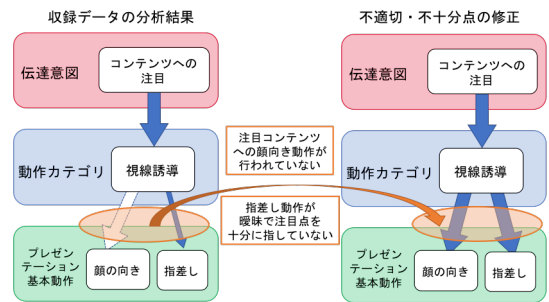 収録データの分析結果
伝達意図
コンテンツへの
注目
動作カテゴリ
視線誘導
プレゼン
テーション
基本動作
顔の向き
指差し
注目コンテンツ
への顔向き動作が
行われていない
指差し動作が
曖昧で注目点を
十分に指していない
不適切・不十分点の修正
伝達意図
コンテンツへの
注目
動作カテゴリ
視線誘導
プレゼン
テーション
基本動作
顔の向き
指差し